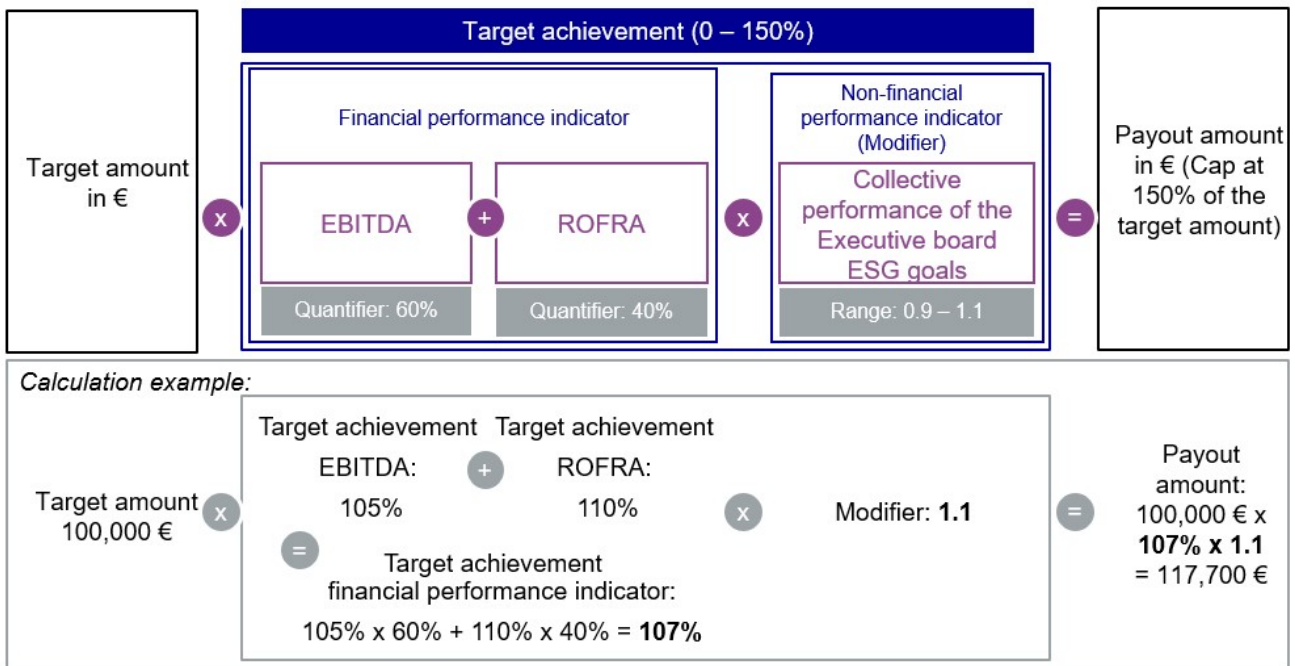 Target achievement (0 – 150%)
Target amount
in €
x
Financial performance indicator
EBITDA
Quantifier: 60%
+
ROFRA
Quantifier: 40%
x
Non-financial
performance indicator
(Modifier)
Collective
performance of the
Executive board
ESG goals
Range: 0.9 – 1.1
=
Payout amount
in € (Cap at
150% of the
target amount)
Calculation example:
Target amount
100,000 €
x
Target achievement
EBITDA:
105%
+
Target achievement
ROFRA:
110%
=
Target achievement
financial performance indicator:
105% x 60% + 110% x 40% = 107%
x
Modifier: 1.1
=
Payout
amount:
100,000 € x
107% x 1.1
= 117,700 €